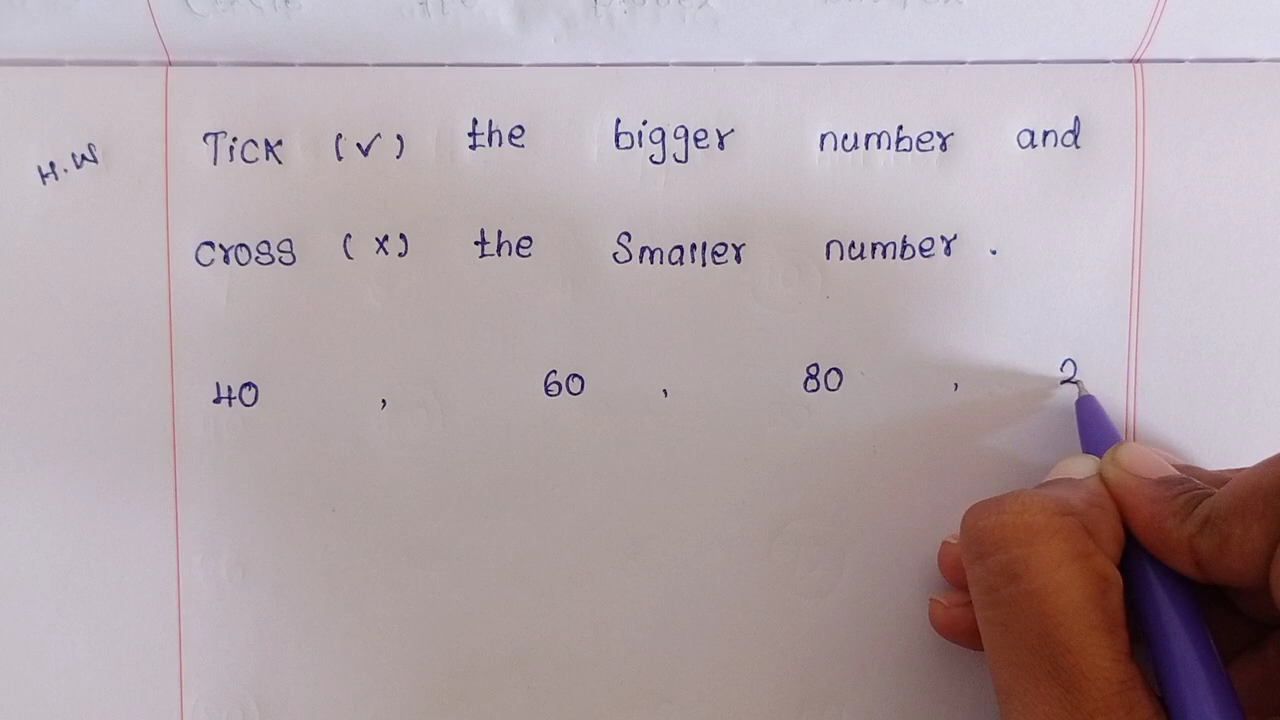 H.W
Tick (✓) the bigger number and
cross (x) the Smaller number .
40 , 60 , 80 , 2